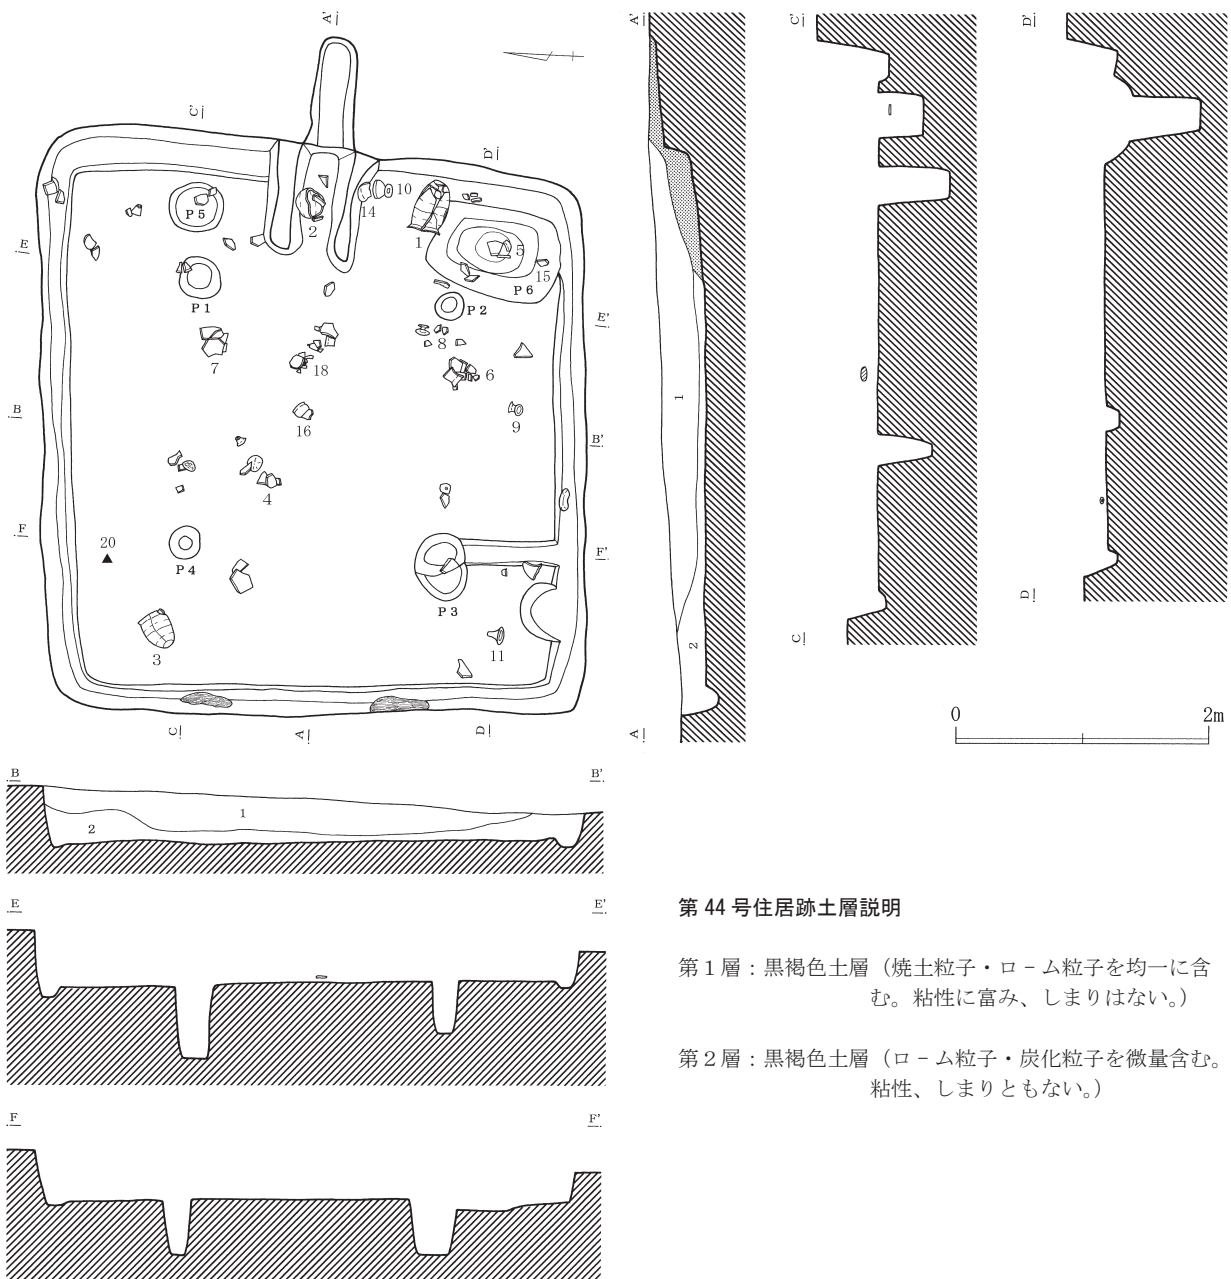 A'
C'
D'
P 5
2
14
10
1
5
15
P 6
E
P 1
P 2
E'
7
18
8
6
16
9
B
B'
4
F
20
P 4
F'
P 3
3
11
C
A
D
A'
1
2
A
C'
C
D'
D
0
2m
B
B'
1
2
E
E'
F
F'
第 44 号住居跡土層説明
第１層：黒褐色土層（焼土粒子・ロ－ム粒子を均一に含
む。粘性に富み、しまりはない。）
第２層：黒褐色土層（ロ－ム粒子・炭化粒子を微量含む。
粘性、しまりともない。）